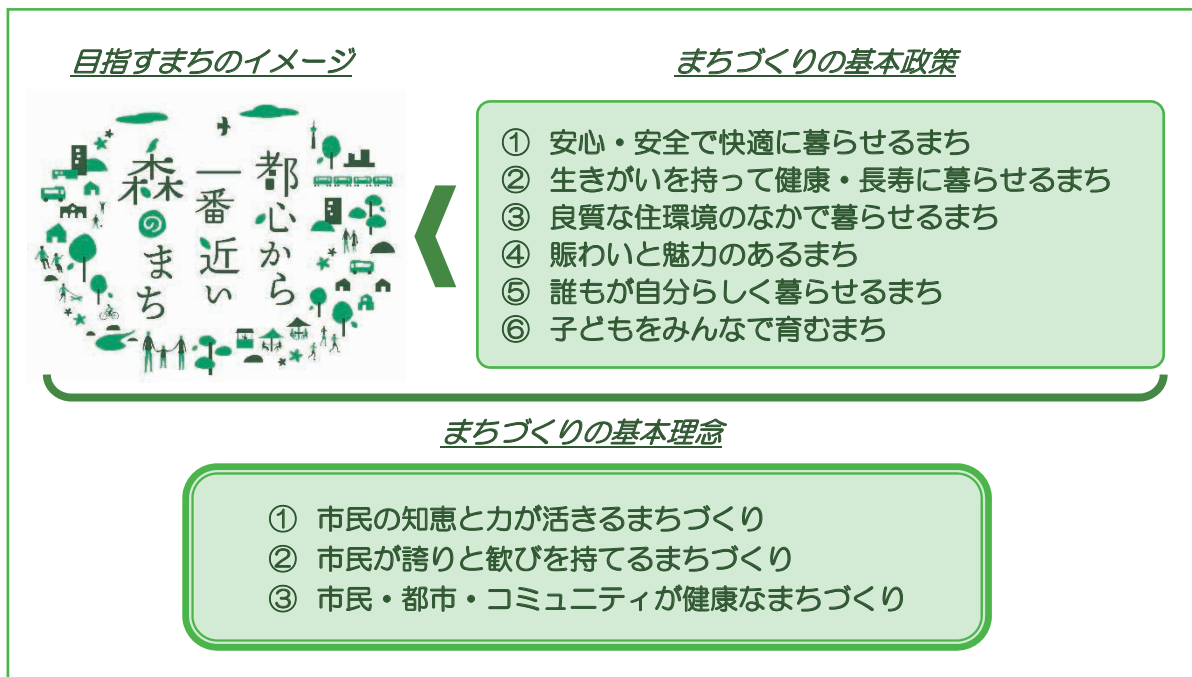 目指すまちのイメージ
都心から
一番近い
森のまち
まちづくりの基本政策
① 安心・安全で快適に暮らせるまち
② 生きがいを持って健康・長寿に暮らせるまち
③ 良質な住環境のなかで暮らせるまち
④ 賑わいと魅力のあるまち
⑤ 誰もが自分らしく暮らせるまち
⑥ 子どもをみんなで育むまち
まちづくりの基本理念
① 市民の知恵と力が活きるまちづくり
② 市民が誇りと歓びを持てるまちづくり
③ 市民・都市・コミュニティが健康なまちづくり